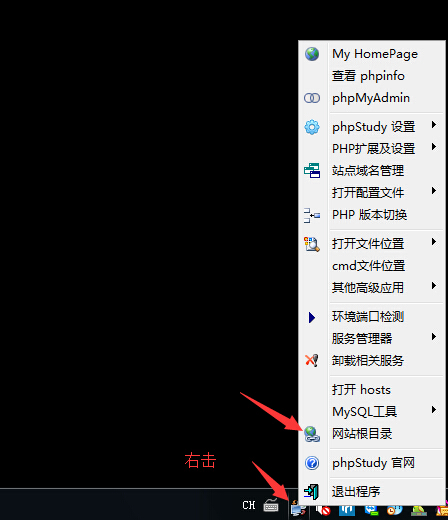 My HomePage
查看 phpinfo
phpMyAdmin
phpStudy 设置
PHP扩展及设置
站点域名管理
打开配置文件
PHP 版本切换
打开文件位置
cmd文件位置
其他高级应用
环境端口检测
服务管理器
卸载相关服务
打开 hosts
MySQL工具
网站根目录
右击
phpStudy 官网
退出程序
CH